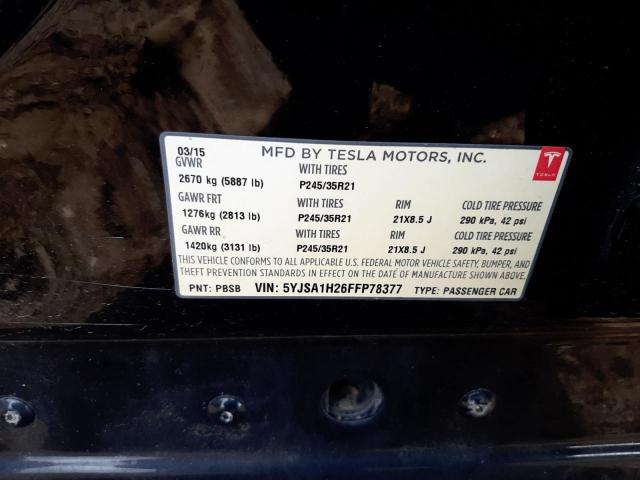 03/15 MFD BY TESLA MOTORS, INC.
GVWR WITH TIRES
2670 kg (5887 lb) P245/35R21
GAWR FRT WITH TIRES RIM COLD TIRE PRESSURE
1276kg (2813 lb) P245/35R21 21X8.5 J 290 kPa, 42 psi
GAWR RR WITH TIRES RIM COLD TIRE PRESSURE
1420kg (3131 lb) P245/35R21 21X8.5 J 290 kPa, 42 psi
THIS VEHICLE CONFORMS TO ALL APPLICABLE U.S. FEDERAL MOTOR VEHICLE SAFETY, BUMPER, AND
THEFT PREVENTION STANDARDS IN EFFECT ON THE DATE OF MANUFACTURE SHOWN ABOVE.
PNT: PBSB VIN: 5YJSA1H26FFP78377 TYPE: PASSENGER CAR
TESLA